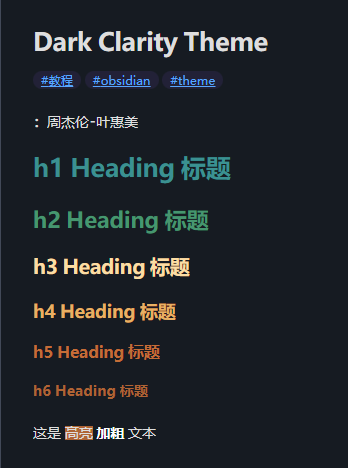 Dark Clarity Theme
#教程 #obsidian #theme
：周杰伦-叶惠美
h1 Heading 标题
h2 Heading 标题
h3 Heading 标题
h4 Heading 标题
h5 Heading 标题
h6 Heading 标题
这是 高亮 加粗 文本